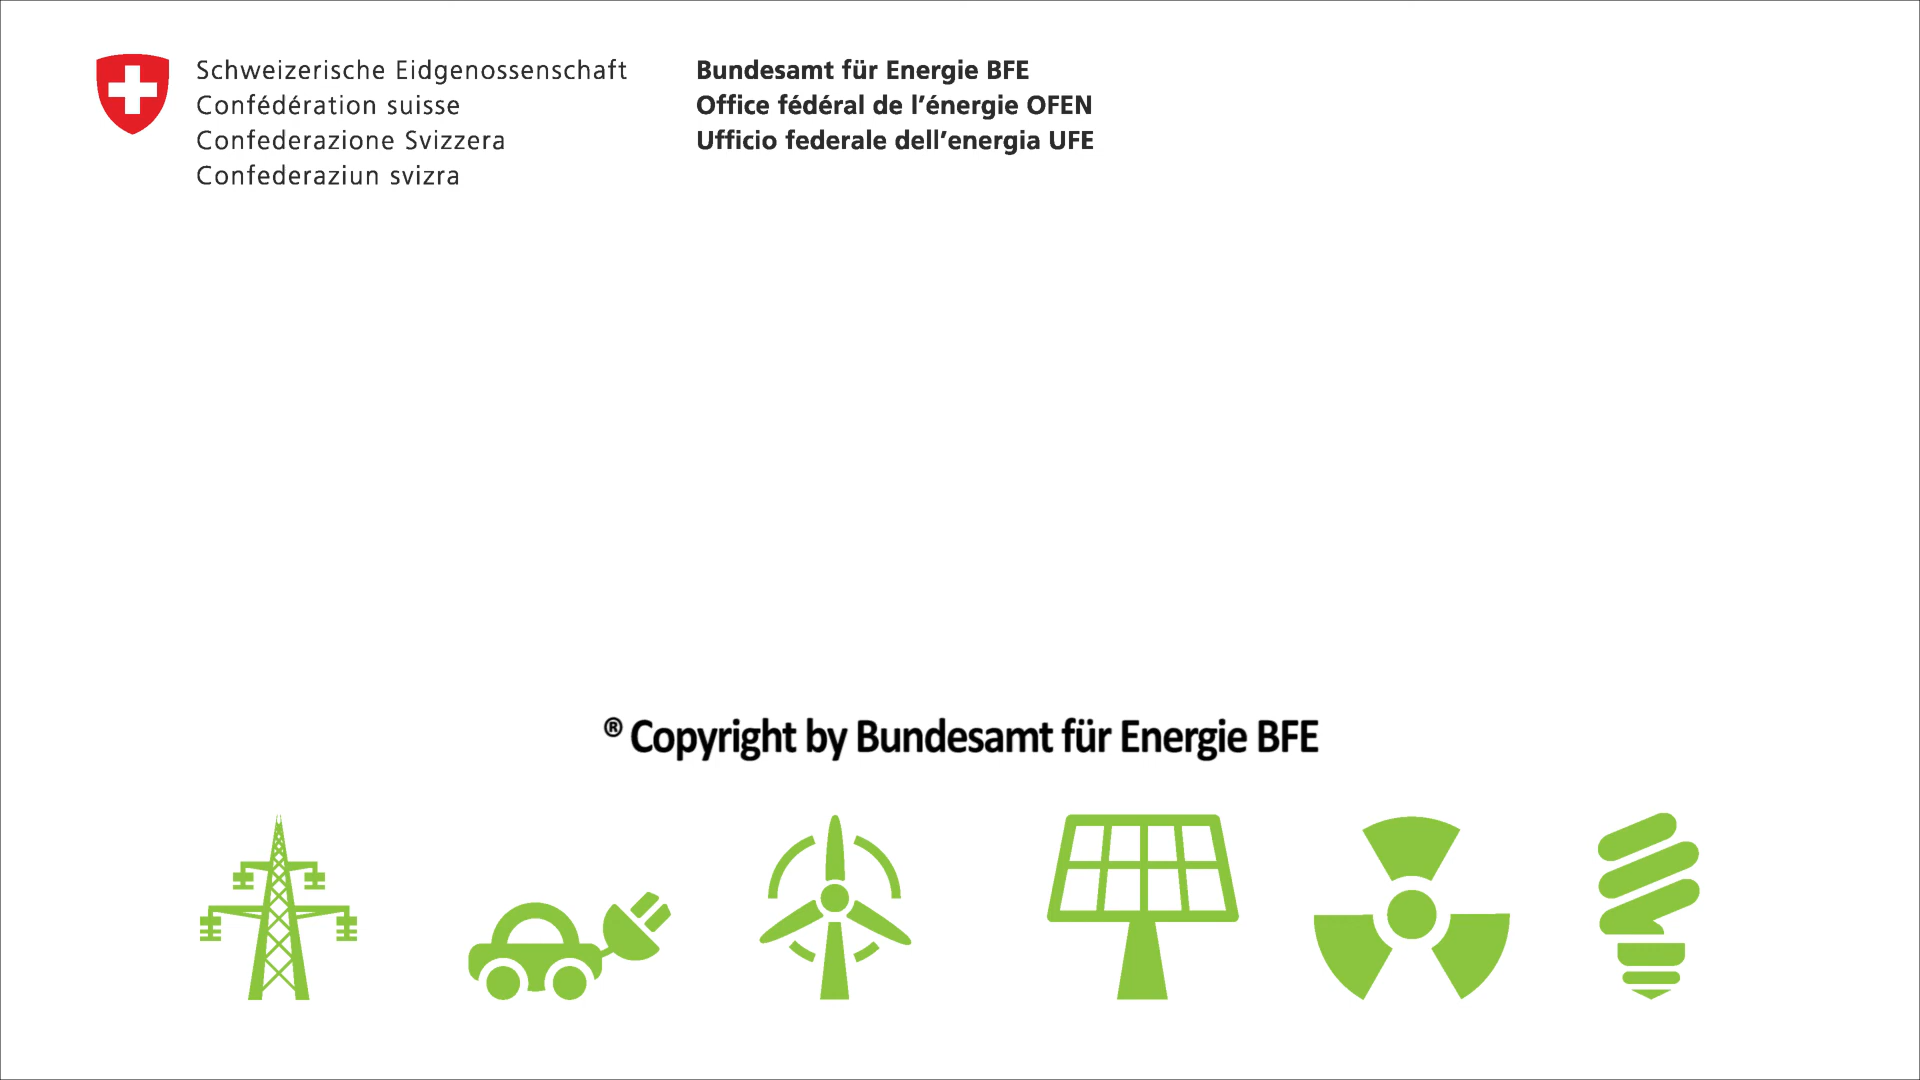 Schweizerische Eidgenossenschaft
Confédération suisse
Confederazione Svizzera
Confederaziun svizra
Bundesamt für Energie BFE
Office fédéral de l’énergie OFEN
Ufficio federale dell’energia UFE
® Copyright by Bundesamt für Energie BFE